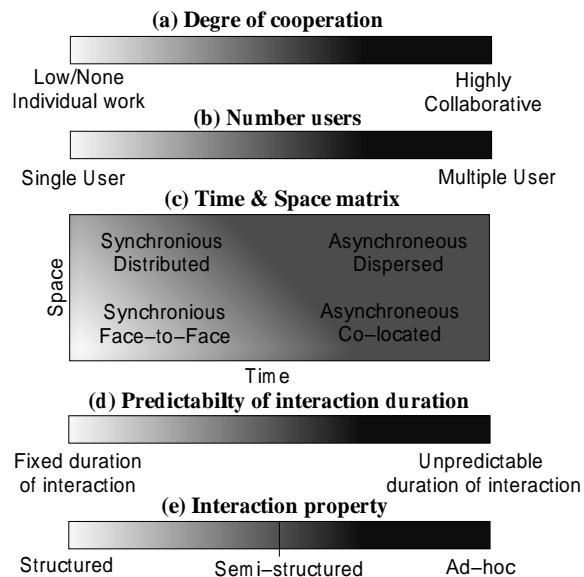 (a) Degre of cooperation
Low/None
Individual work
Highly
Collaborative
(b) Number users
Single User
Multiple User
(c) Time & Space matrix
Space
Synchronious
Distributed
Asynchroneous
Dispersed
Synchronious
Face–to–Face
Asynchroneous
Co–located
Time
(d) Predictabilty of interaction duration
Fixed duration
of interaction
Unpredictable
duration of interaction
(e) Interaction property
Structured
Semi–structured
Ad–hoc